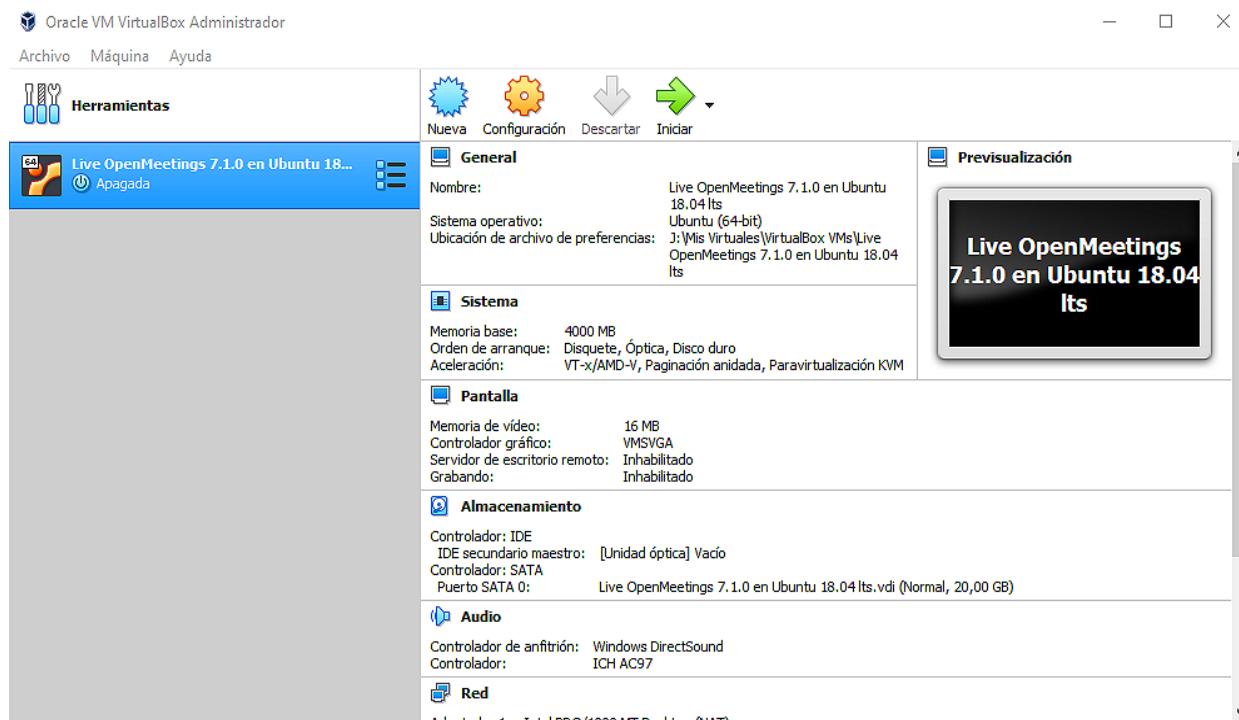 Oracle VM VirtualBox Administrador
Archivo Máquina Ayuda
Herramientas
Nueva Configuración Descartar Iniciar
64
Live OpenMeetings 7.1.0 en Ubuntu 18...
Apagada
General
Nombre: Live OpenMeetings 7.1.0 en Ubuntu
18.04 lts
Sistema operativo: Ubuntu (64-bit)
Ubicación de archivo de preferencias: J:\Mis Virtuales\VirtualBox VMs\Live
OpenMeetings 7.1.0 en Ubuntu 18.04
lts
Previsualización
Live OpenMeetings
7.1.0 en Ubuntu 18.04
lts
Sistema
Memoria base: 4000 MB
Orden de arranque: Disquete, Óptica, Disco duro
Aceleración: VT-x/AMD-V, Paginación anidada, Paravirtualización KVM
Pantalla
Memoria de vídeo: 16 MB
Controlador gráfico: VMSVGA
Servidor de escritorio remoto: Inhabilitado
Grabando: Inhabilitado
Almacenamiento
Controlador: IDE
IDE secundario maestro: [Unidad óptica] Vacío
Controlador: SATA
Puerto SATA 0: Live OpenMeetings 7.1.0 en Ubuntu 18.04 lts.vdi (Normal, 20,00 GB)
Audio
Controlador de anfitrión: Windows DirectSound
Controlador: ICH AC97
Red